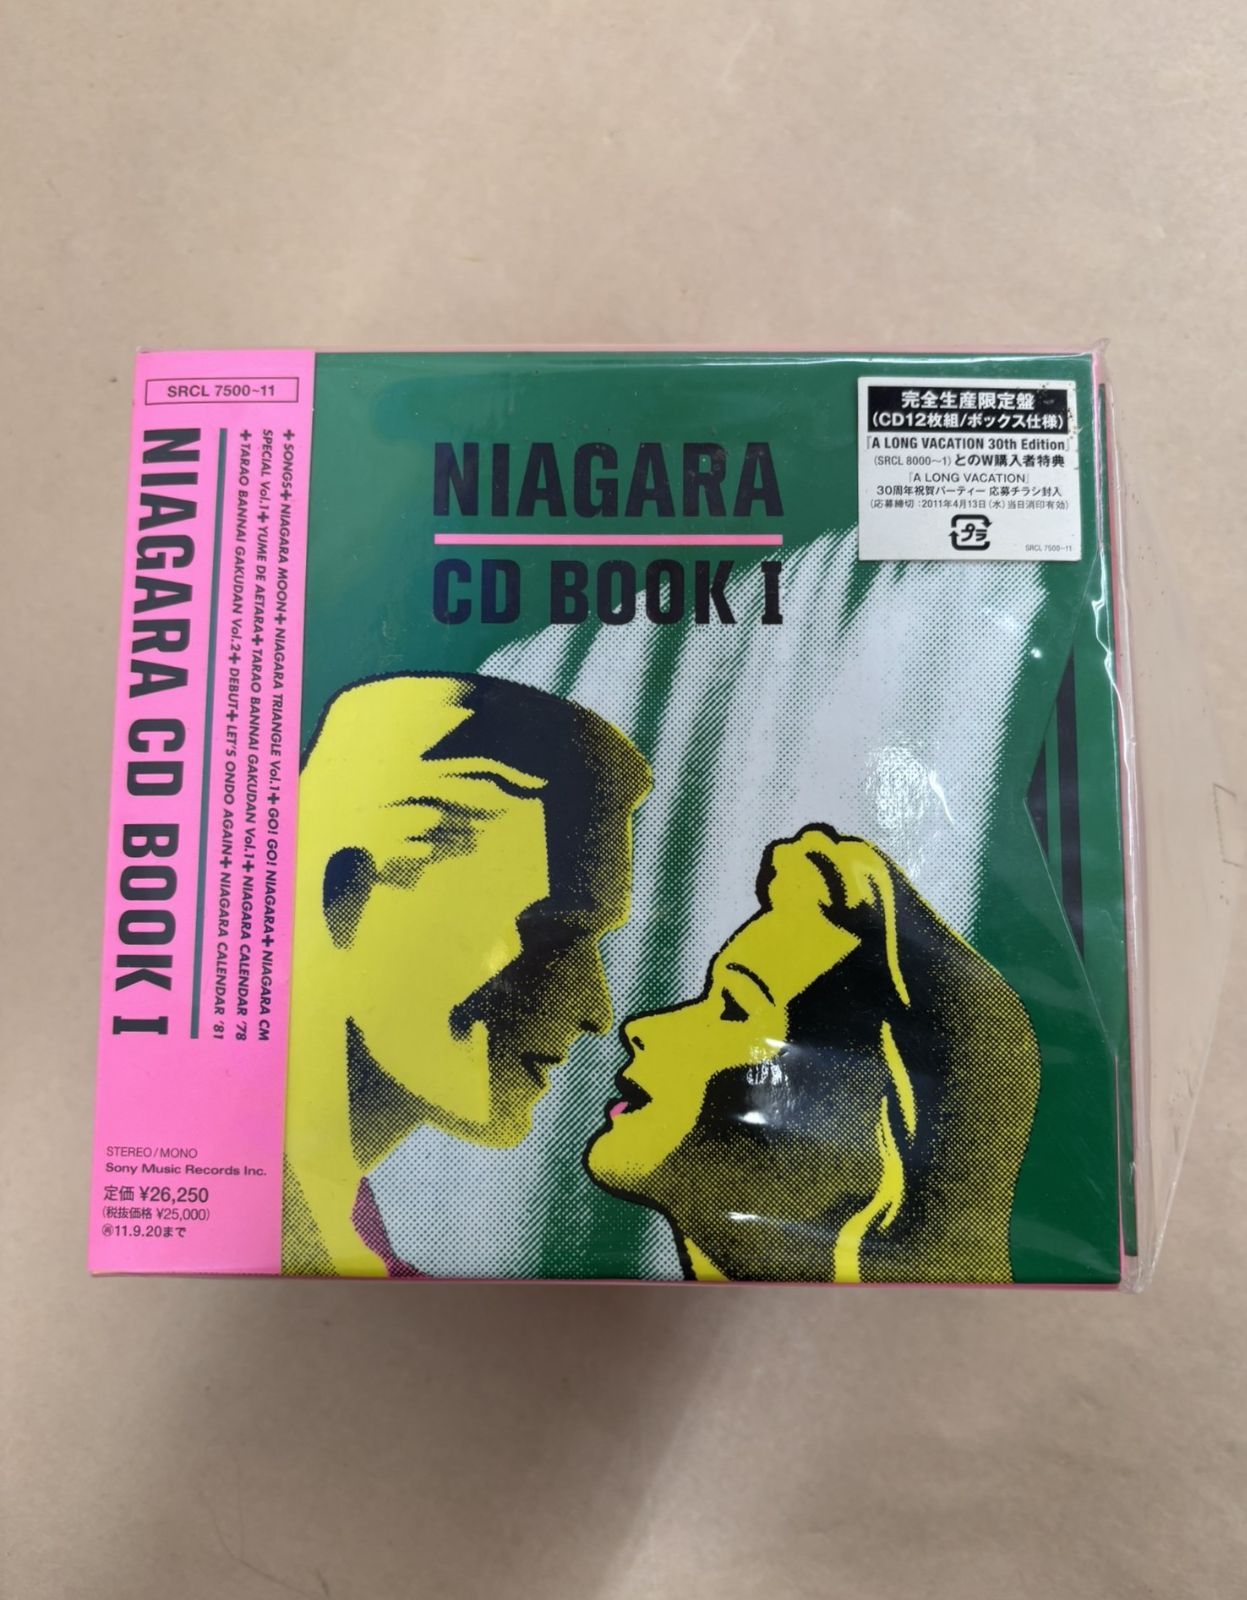 SRCL 7500~11
NIAGARA CD BOOK I
+ SONGS+ NIAGARA MOON+ NIAGARA TRIANGLE Vol.1+ GO! GO! NIAGARA+ NIAGARA CM
SPECIAL Vol.1+ YUME DE AETARA+ TARAO BANNAI GAKUDAN Vol.1+ NIAGARA CALENDAR '78
+ TARAO BANNAI GAKUDAN Vol.2+ DEBUT+ LET'S ONDO AGAIN+ NIAGARA CALENDAR '81
STEREO/MONO
Sony Music Records Inc.
定価 ¥26,250
(税抜価格 ¥25,000)
㋐11.9.20まで
NIAGARA
CD BOOK I
完全生産限定盤
(CD12枚組/ボックス仕様)
『A LONG VACATION 30th Edition』
(SRCL 8000~1) とのW購入者特典
『A LONG VACATION』
30周年祝賀パーティー 応募チラシ封入
(応募締切:2011年4月13日(水)当日消印有効)
プラ
SRCL 7500~11